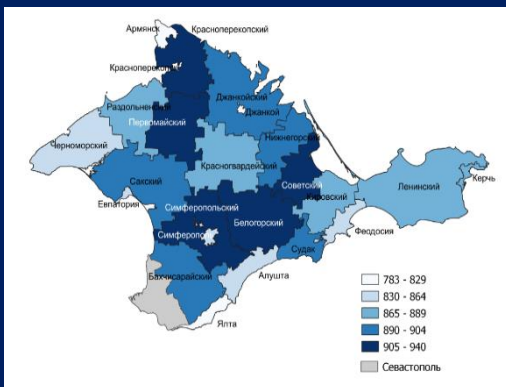 Армянск
Красноперекопский
Красноперекопск
Джанкойский
Раздольненский
Джанкой
Первомайский
Нижнегорский
Черноморский
Красногвардейский
Советский
Керчь
Сакский
Ленинский
Кировский
Евпатория
Симферопольский
Белогорский
Симферополь
Феодосия
Судак
Бахчисарайский
Алушта
Ялта
783 - 829
830 - 864
865 - 889
890 - 904
905 - 940
Севастополь